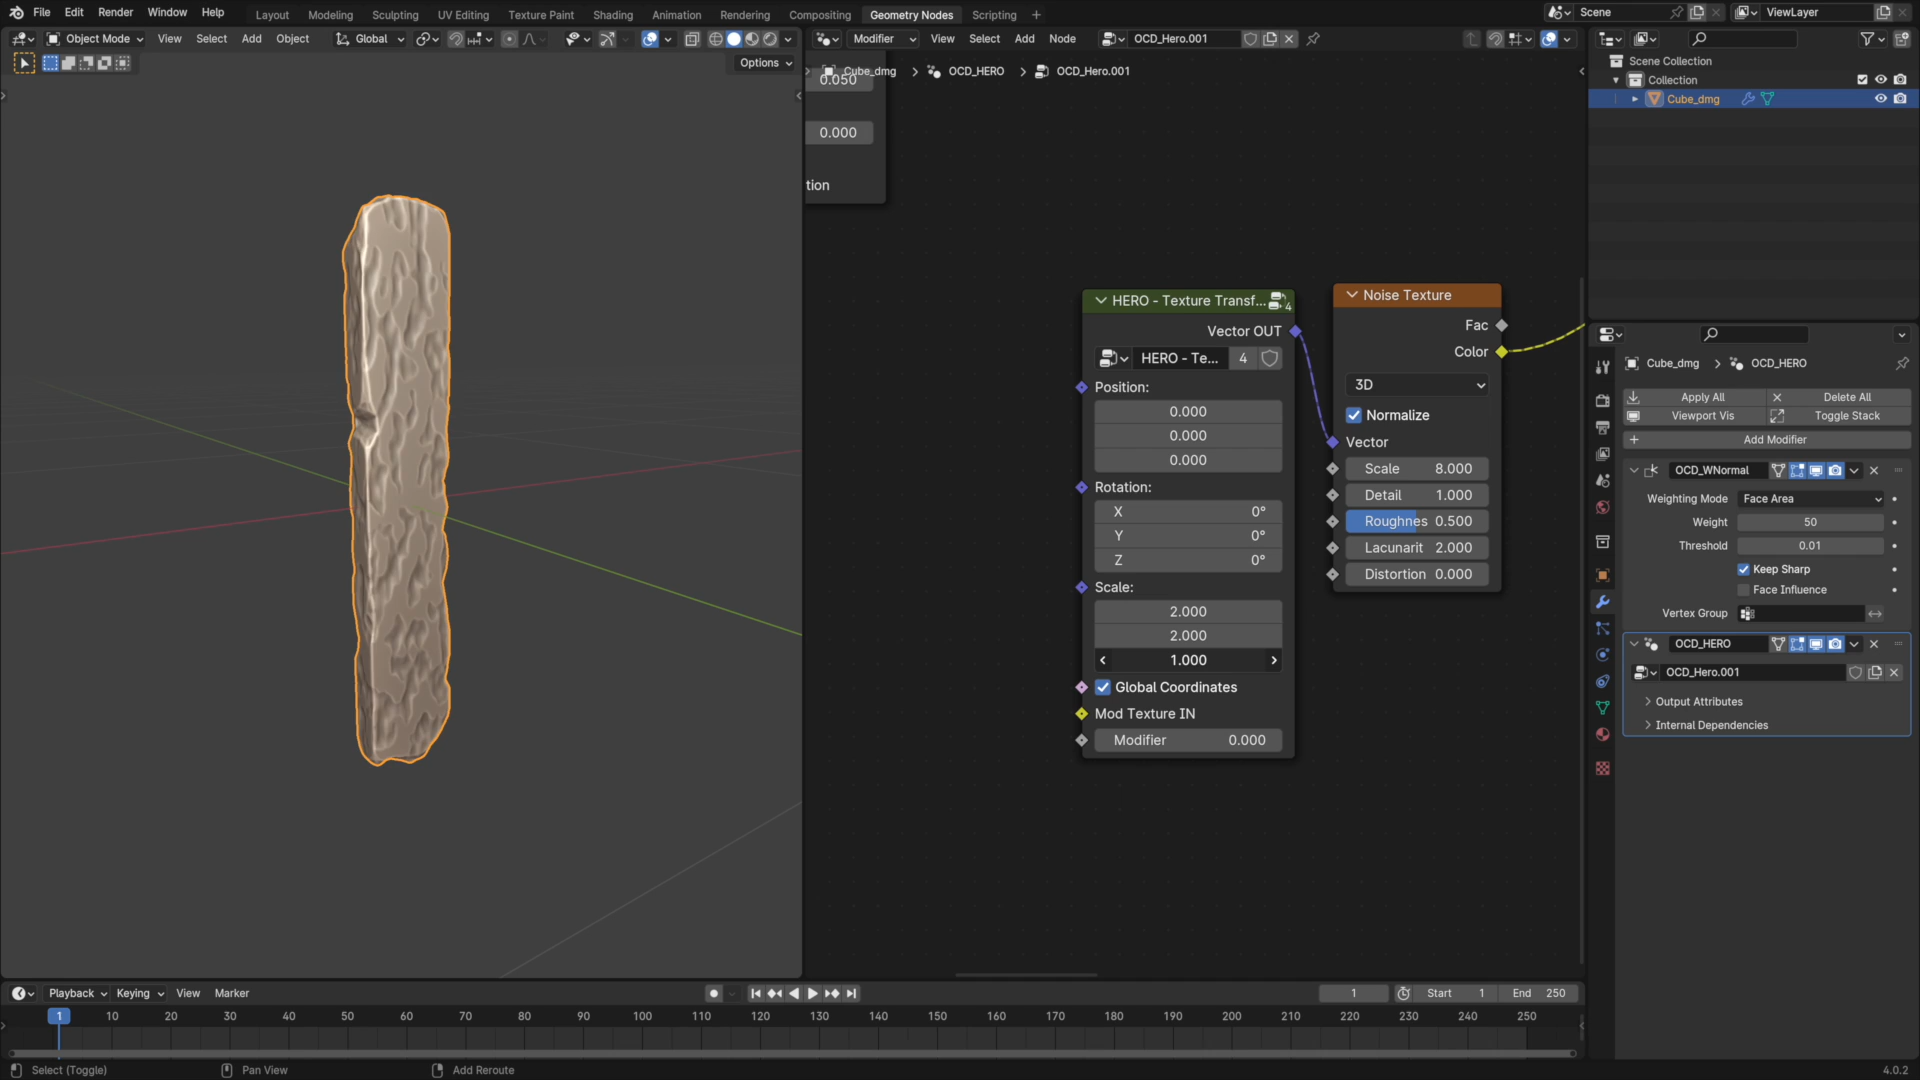 File Edit Render Window Help Layout Modeling Sculpting UV Editing Texture Paint Shading Animation Rendering Compositing Geometry Nodes Scripting + Scene ViewLayer
Object Mode View Select Add Object Global
Options
Modifier View Select Add Node OCD_Hero.001
Cube_dmg > OCD_HERO > OCD_Hero.001
0.050
0.000
tion
HERO - Texture Transf... 4
Vector OUT
HERO - Te... 4
Position:
0.000
0.000
0.000
Rotation:
X 0°
Y 0°
Z 0°
Scale:
2.000
2.000
1.000
Global Coordinates
Mod Texture IN
Modifier 0.000
Noise Texture
Fac
Color
3D
Normalize
Vector
Scale 8.000
Detail 1.000
Roughnes 0.500
Lacunarit 2.000
Distortion 0.000
Scene Collection
Collection
Cube_dmg
Cube_dmg > OCD_HERO
Apply All Delete All
Viewport Vis Toggle Stack
Add Modifier
OCD_WNormal
Weighting Mode Face Area
Weight 50
Threshold 0.01
Keep Sharp
Face Influence
Vertex Group
OCD_HERO
OCD_Hero.001
Output Attributes
Internal Dependencies
Playback Keying View Marker 1 Start 1 End 250
1 10 20 30 40 50 60 70 80 90 100 110 120 130 140 150 160 170 180 190 200 210 220 230 240 250
Select (Toggle) Pan View Add Reroute 4.0.2